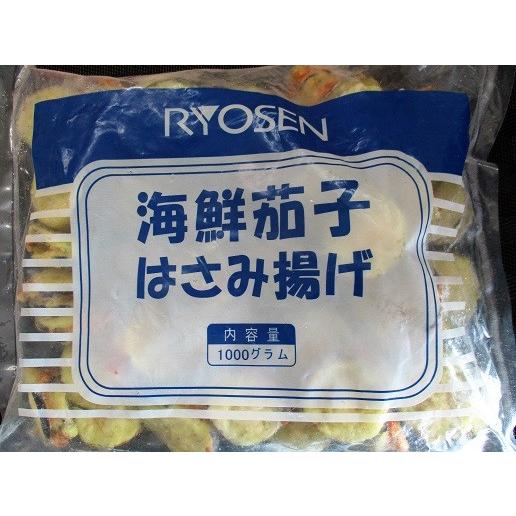 RYOSEN
海鮮茄子
はさみ揚げ
内容量
1000グラム